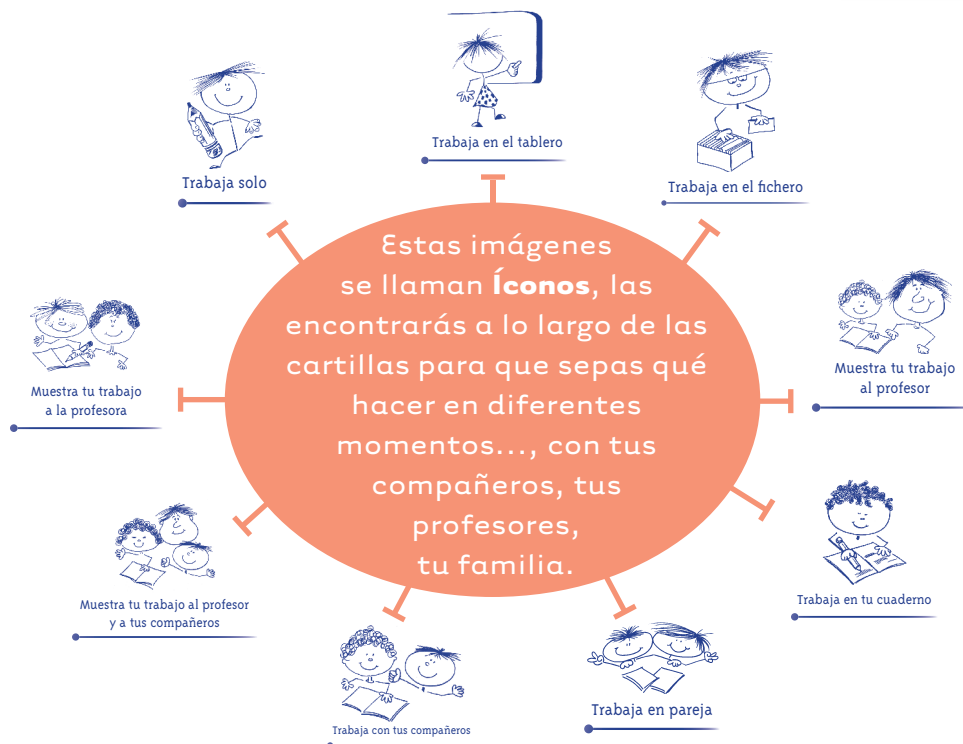 Trabaja en el tablero
Trabaja solo
Trabaja en el fichero
Estas imágenes
se llaman Íconos, las
encontrarás a lo largo de las
cartillas para que sepas qué
hacer en diferentes
momentos..., con tus
compañeros, tus
profesores,
tu familia.
Muestra tu trabajo
a la profesora
Muestra tu trabajo
al profesor
Muestra tu trabajo al profesor
y a tus compañeros
Trabaja en tu cuaderno
Trabaja con tus compañeros
Trabaja en pareja